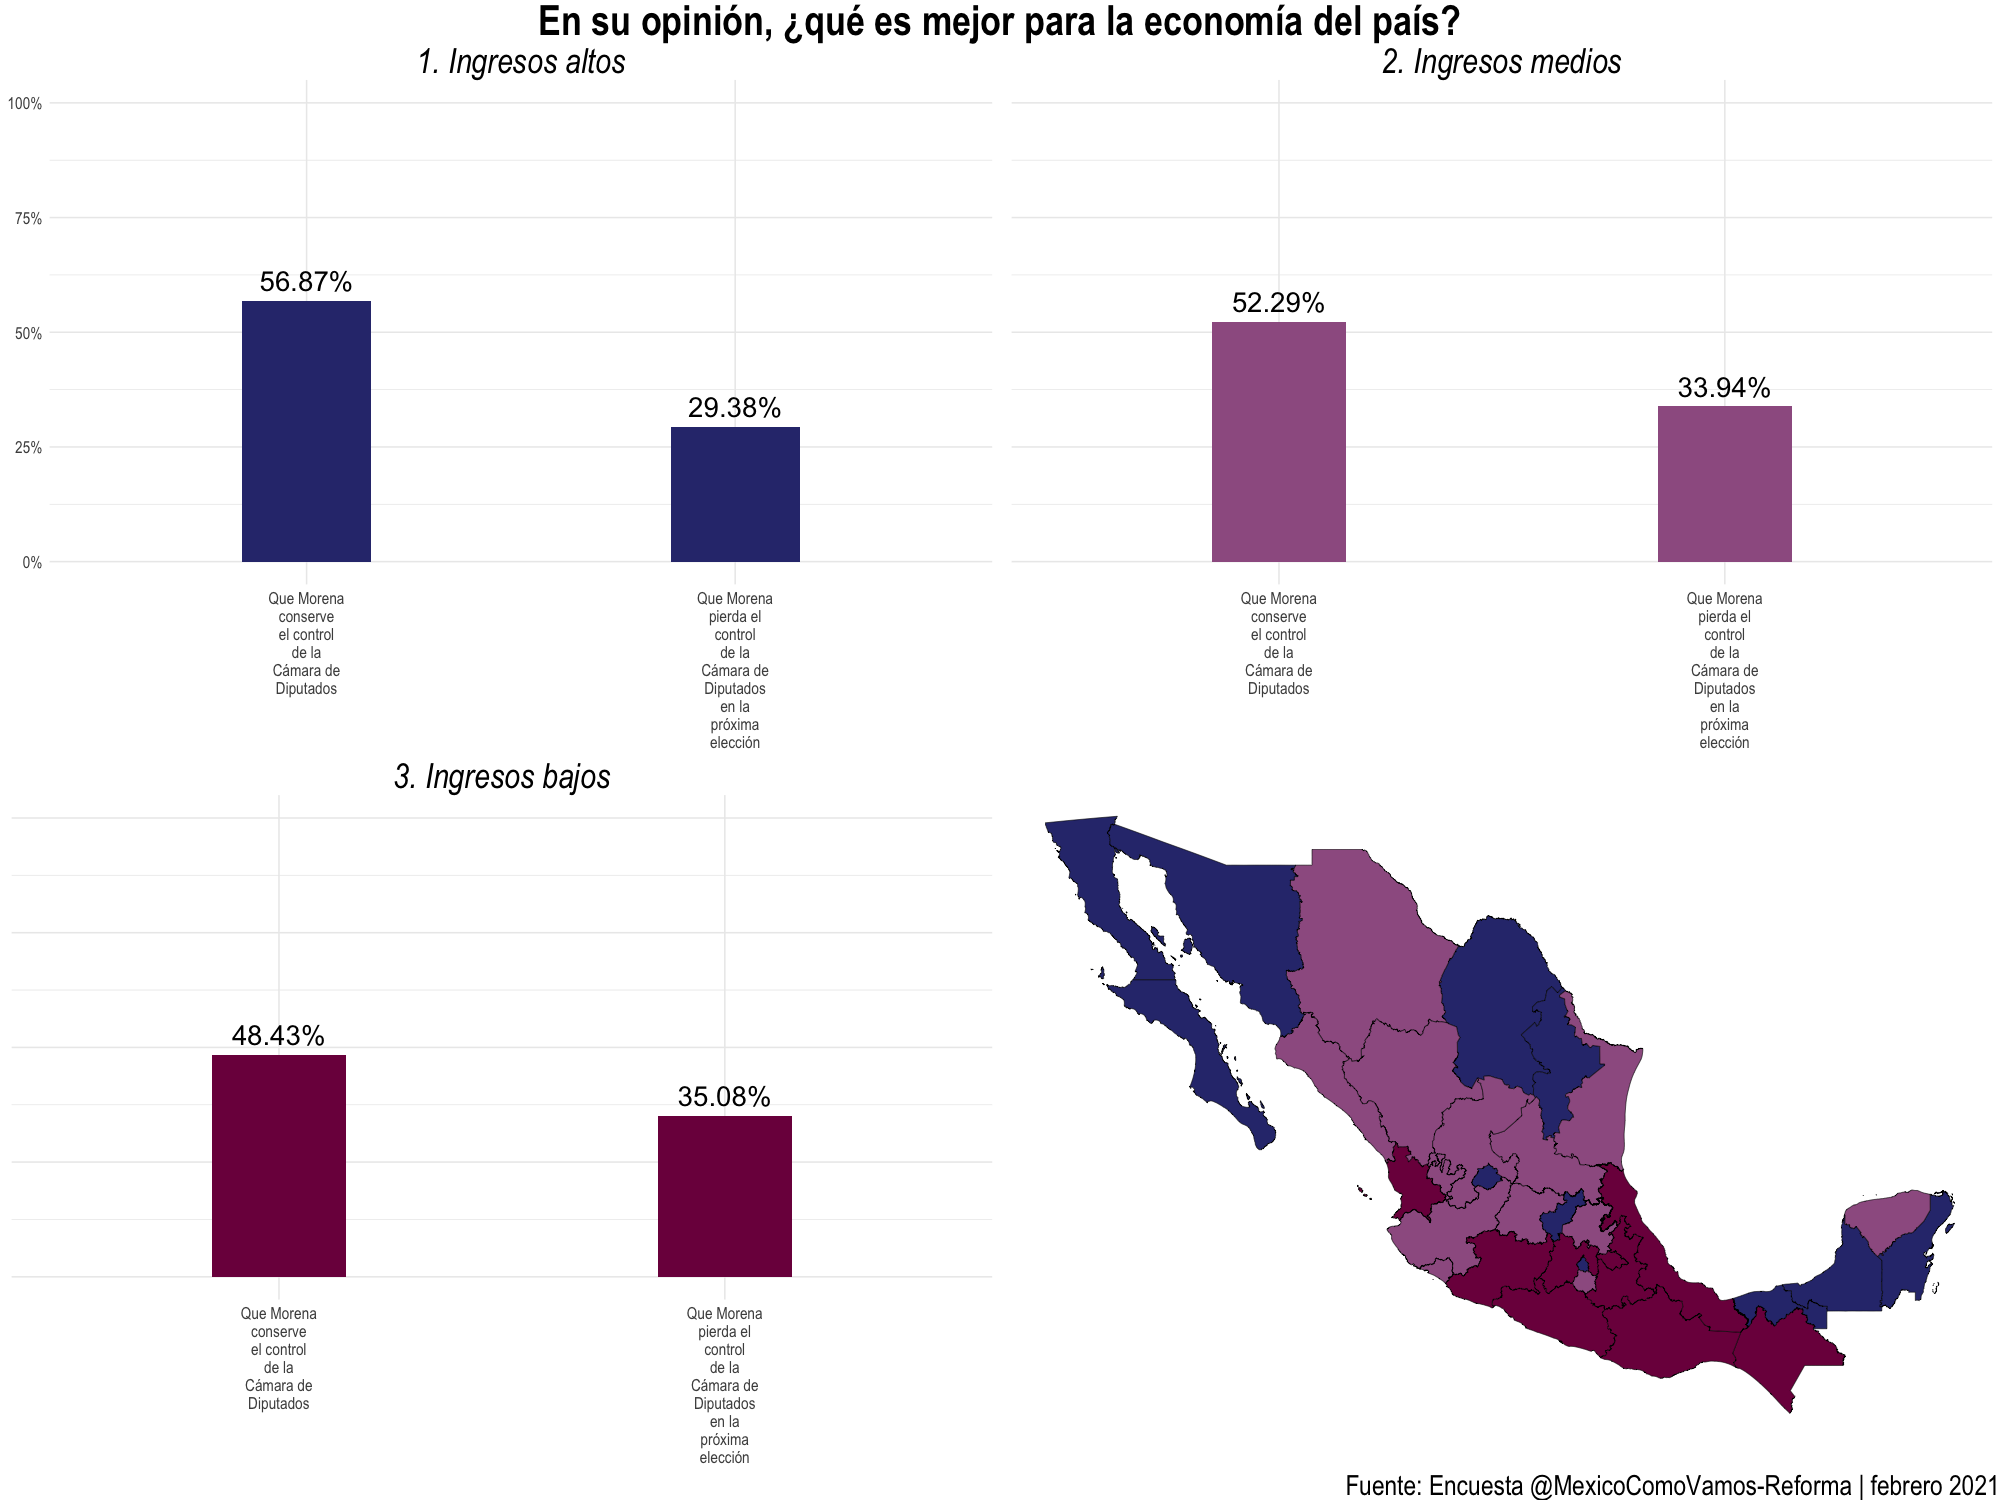 En su opinión, ¿qué es mejor para la economía del país?
1. Ingresos altos
100%
75%
50%
25%
0%
56.87%
29.38%
Que Morena
conserve
el control
de la
Cámara de
Diputados
Que Morena
pierda el
control
de la
Cámara de
Diputados
en la
próxima
elección
2. Ingresos medios
52.29%
33.94%
Que Morena
conserve
el control
de la
Cámara de
Diputados
Que Morena
pierda el
control
de la
Cámara de
Diputados
en la
próxima
elección
3. Ingresos bajos
48.43%
35.08%
Que Morena
conserve
el control
de la
Cámara de
Diputados
Que Morena
pierda el
control
de la
Cámara de
Diputados
en la
próxima
elección
Fuente: Encuesta @MexicoComoVamos-Reforma | febrero 2021